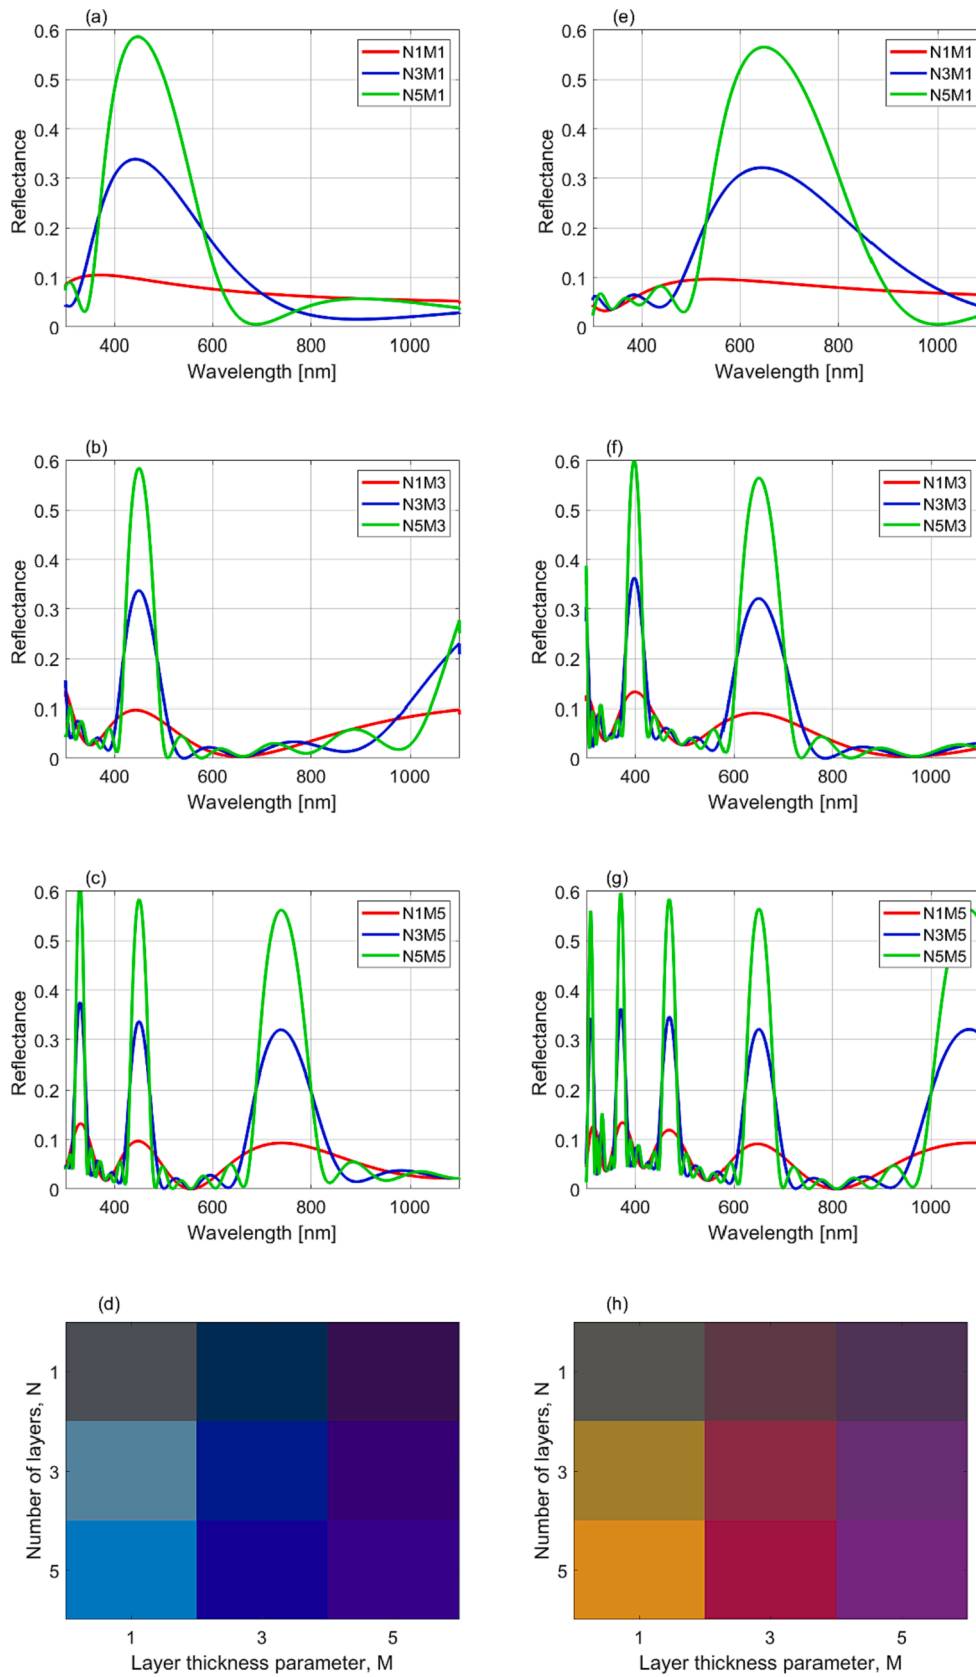 (a)
0.6
0.5
0.4
0.3
0.2
0.1
0
Reflectance
N1M1
N3M1
N5M1
400 600 800 1000
Wavelength [nm]
(e)
0.6
0.5
0.4
0.3
0.2
0.1
0
Reflectance
N1M1
N3M1
N5M1
400 600 800 1000
Wavelength [nm]
(b)
0.6
0.5
0.4
0.3
0.2
0.1
0
Reflectance
N1M3
N3M3
N5M3
400 600 800 1000
Wavelength [nm]
(f)
0.6
0.5
0.4
0.3
0.2
0.1
0
Reflectance
N1M3
N3M3
N5M3
400 600 800 1000
Wavelength [nm]
(c)
0.6
0.5
0.4
0.3
0.2
0.1
0
Reflectance
N1M5
N3M5
N5M5
400 600 800 1000
Wavelength [nm]
(g)
0.6
0.5
0.4
0.3
0.2
0.1
0
Reflectance
N1M5
N3M5
N5M5
400 600 800 1000
Wavelength [nm]
(d)
Number of layers, N
1
3
5
1 3 5
Layer thickness parameter, M
(h)
Number of layers, N
1
3
5
1 3 5
Layer thickness parameter, M